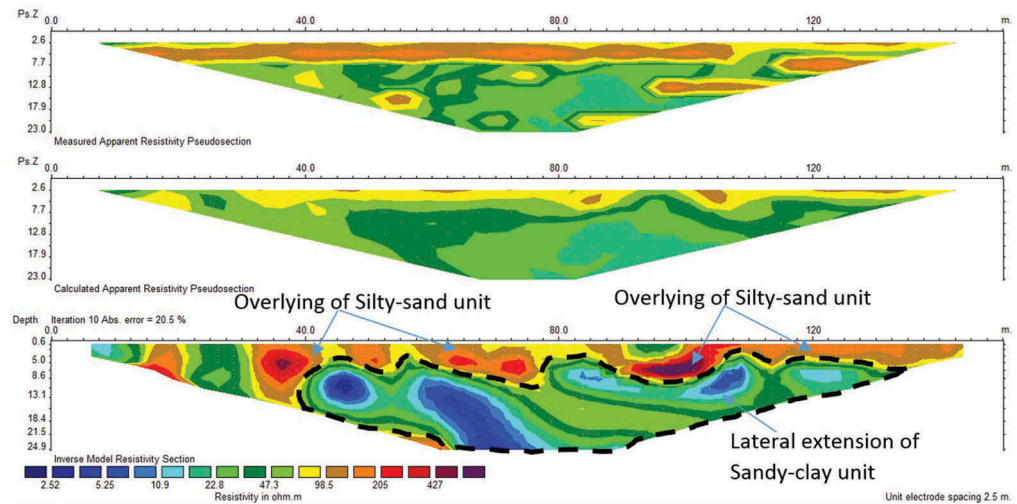 Ps.Z 0.0 40.0 80.0 120 m.
2.6
7.7
12.8
17.9
23.0
Measured Apparent Resistivity Pseudosection
Ps.Z 0.0 40.0 80.0 120 m.
2.6
7.7
12.8
17.9
23.0
Calculated Apparent Resistivity Pseudosection
Overlying of Silty-sand unit Overlying of Silty-sand unit
Depth Iteration 10 Abs. error = 20.5 %
0.0 40.0 80.0 120 m.
0.6
5.0
8.6
13.1
18.4
21.5
24.9
Lateral extension of
Sandy-clay unit
Inverse Model Resistivity Section
2.52 5.25 10.9 22.8 47.3 98.5 205 427
Resistivity in ohm.m
Unit electrode spacing 2.5 m.